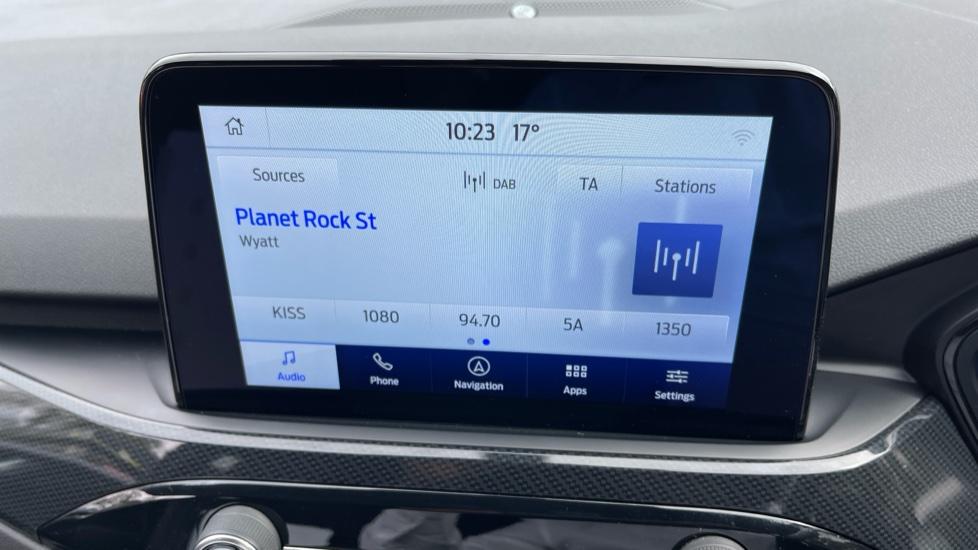 10:23 17°
Sources DAB TA Stations
Planet Rock St
Wyatt
KISS 1080 94.70 5A 1350
Audio Phone Navigation Apps Settings